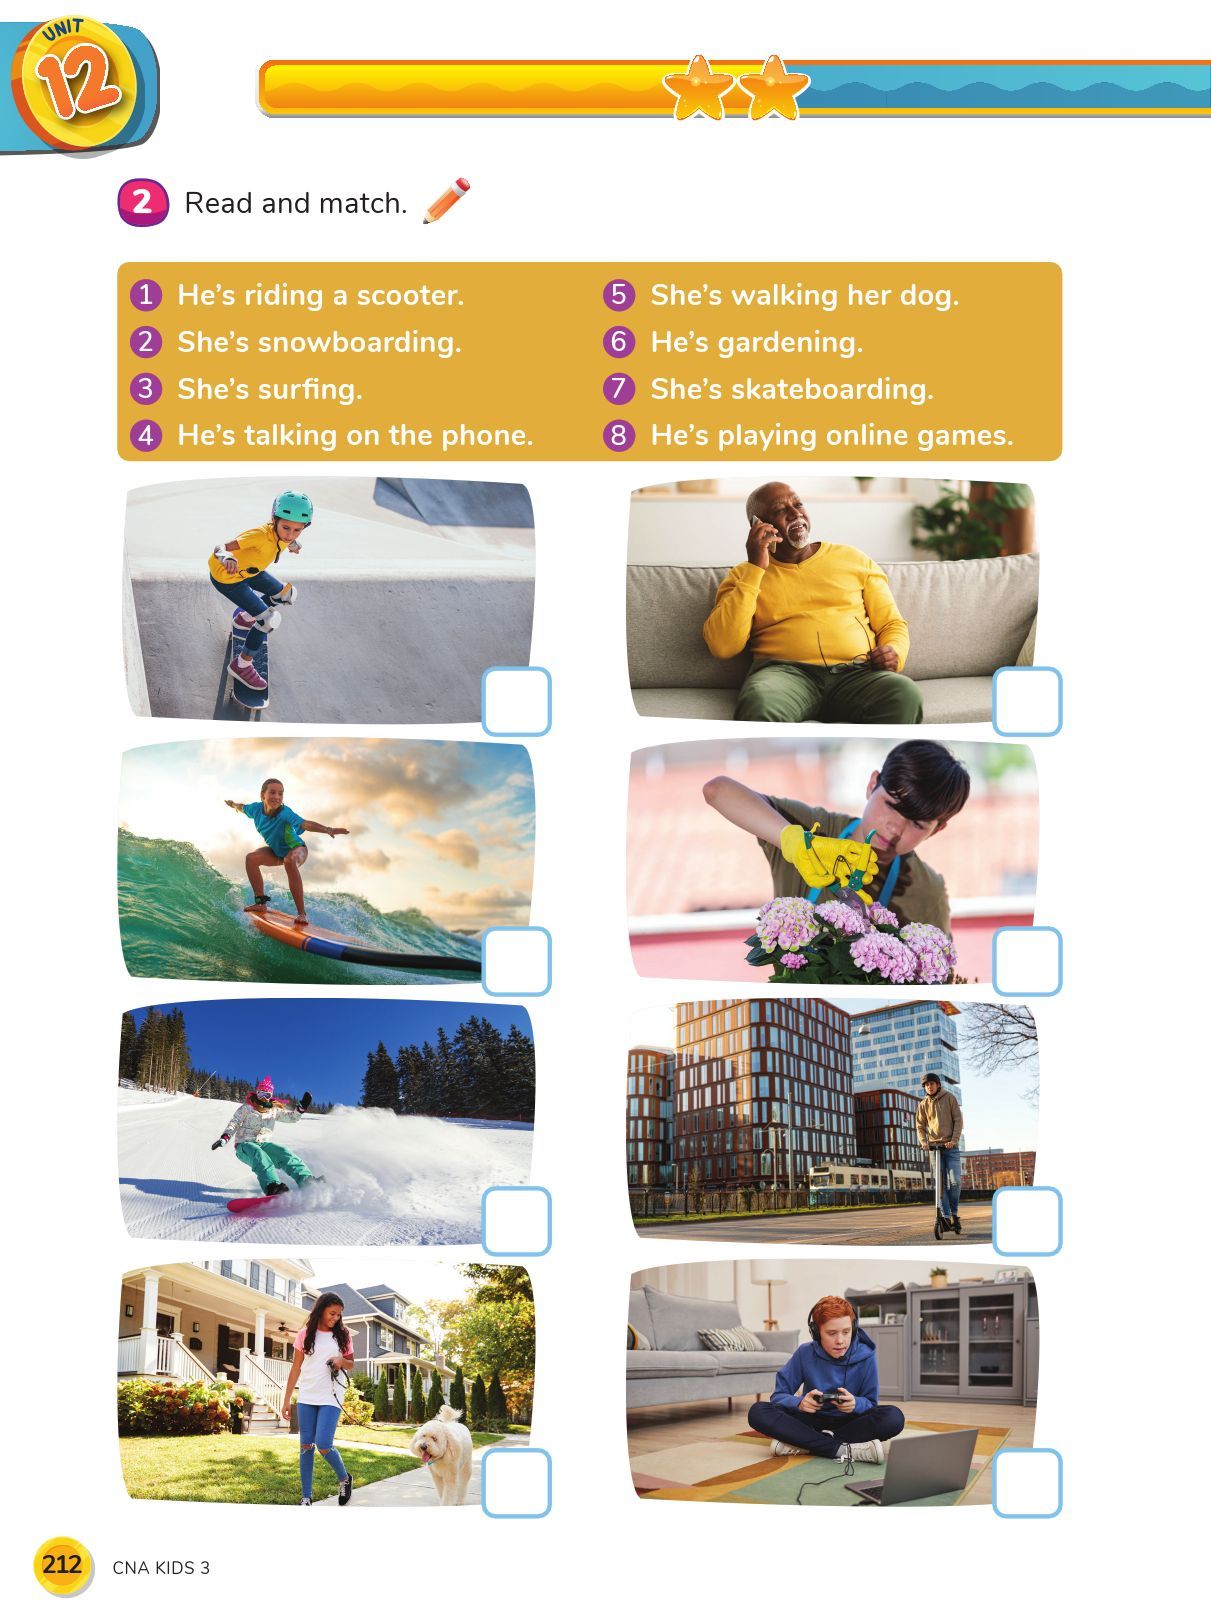 UNIT
12
2 Read and match.
1 He's riding a scooter.
2 She's snowboarding.
3 She's surfing.
4 He's talking on the phone.
5 She's walking her dog.
6 He's gardening.
7 She's skateboarding.
8 He's playing online games.
212 CNA KIDS 3